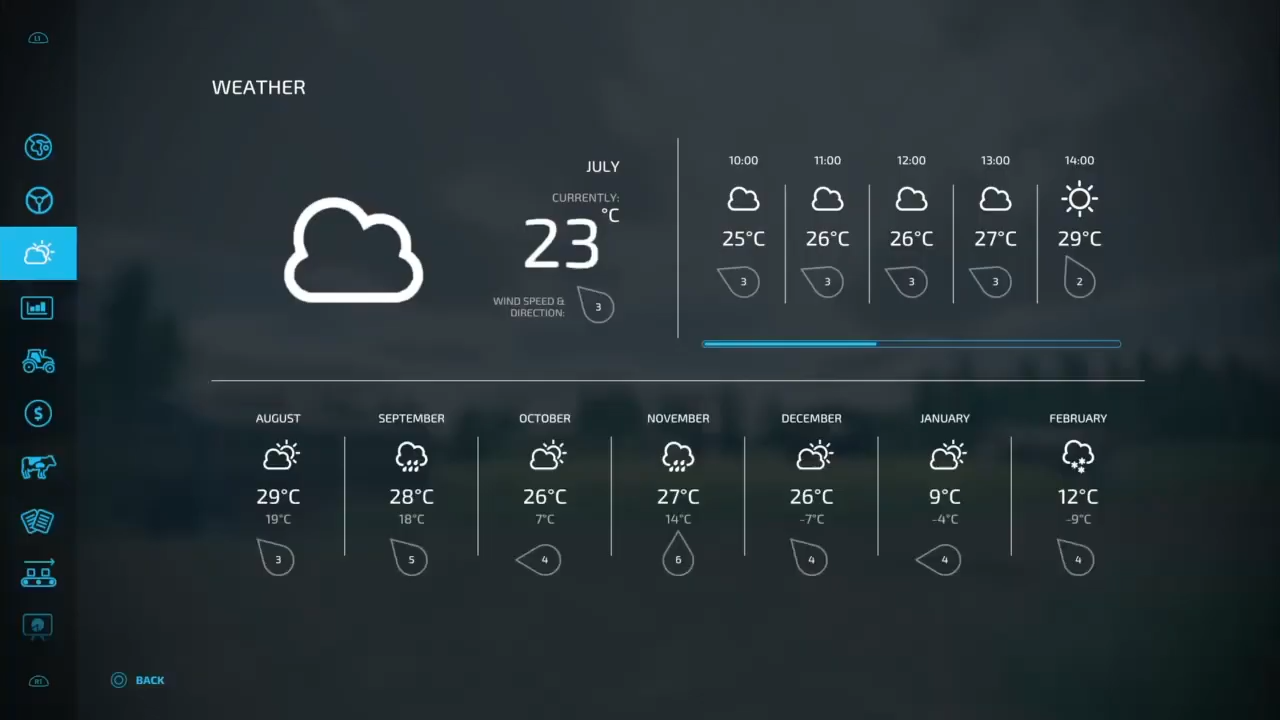 L1
WEATHER
JULY
CURRENTLY:
23 °C
WIND SPEED &
DIRECTION:
3
10:00 11:00 12:00 13:00 14:00
25°C 26°C 26°C 27°C 29°C
3 3 3 3 2
AUGUST SEPTEMBER OCTOBER NOVEMBER DECEMBER JANUARY FEBRUARY
29°C 28°C 26°C 27°C 26°C 9°C 12°C
19°C 18°C 7°C 14°C -7°C -4°C -9°C
3 5 4 6 4 4 4
R1
BACK